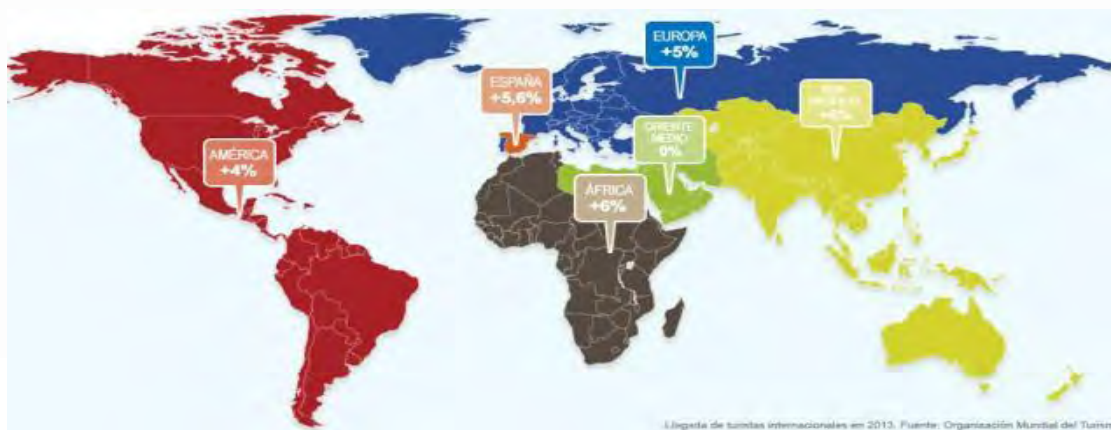 EUROPA
+5%
ESPAÑA
+5,6%
ORIENTE
MEDIO
0%
AMÉRICA
+4%
ÁFRICA
+6%
Llegada de turistas internacionales en 2013. Fuente: Organización Mundial del Turism